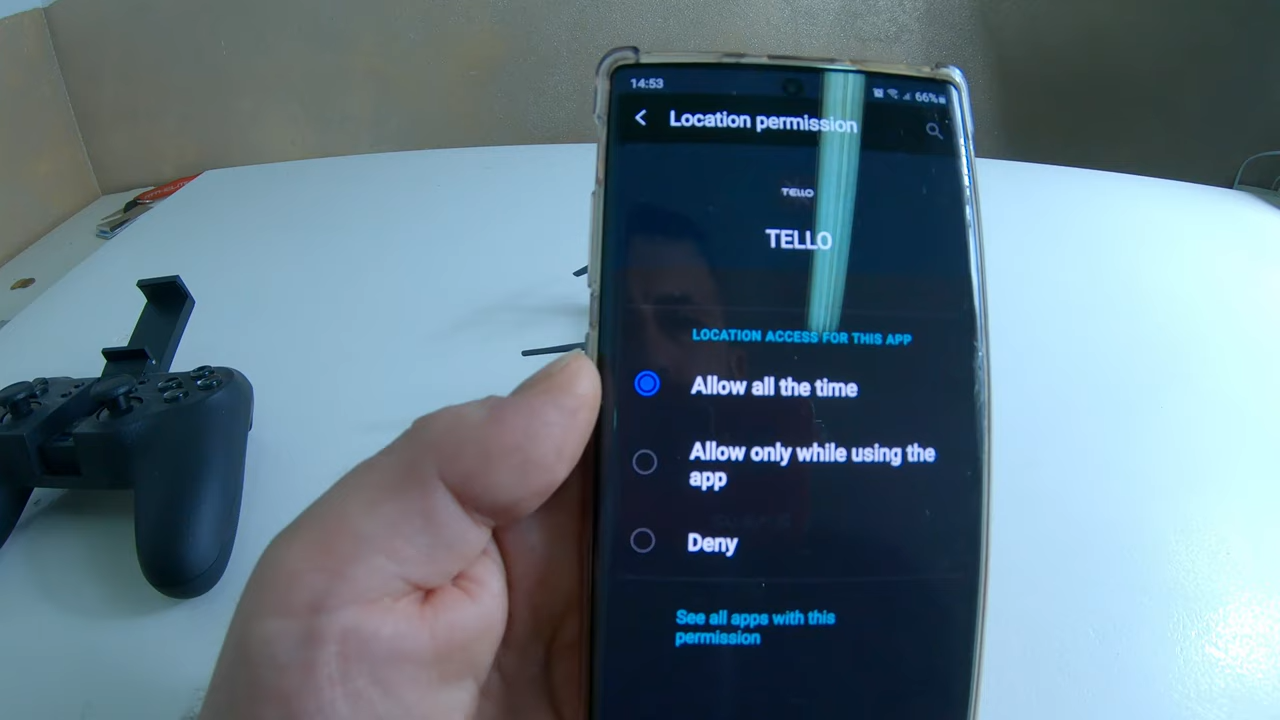 14:53
66%
Location permission
TELLO
TELLO
LOCATION ACCESS FOR THIS APP
Allow all the time
Allow only while using the
app
Deny
See all apps with this
permission